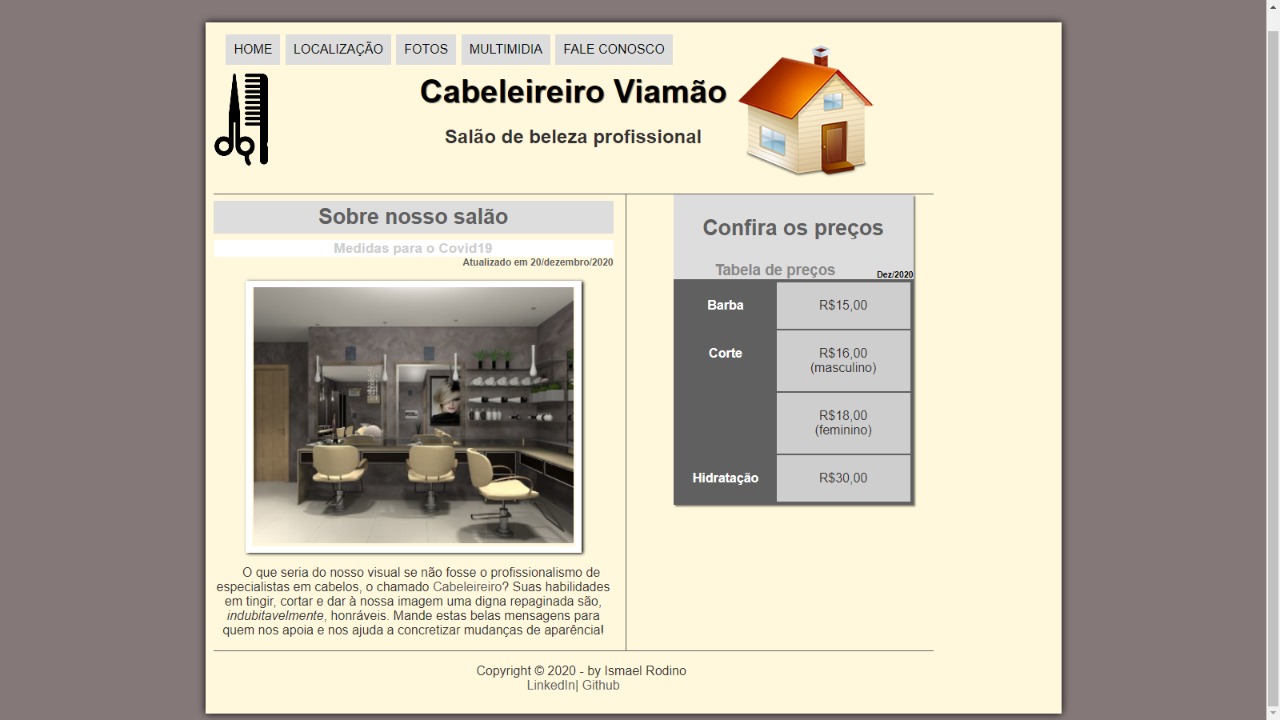 HOME LOCALIZAÇÃO FOTOS MULTIMIDIA FALE CONOSCO
Cabeleireiro Viamão
Salão de beleza profissional
Sobre nosso salão
Medidas para o Covid19
Atualizado em 20/dezembro/2020
O que seria do nosso visual se não fosse o profissionalismo de
especialistas em cabelos, o chamado Cabeleireiro? Suas habilidades
em tingir, cortar e dar à nossa imagem uma digna repaginada são,
indubitavelmente, honráveis. Mande estas belas mensagens para
quem nos apoia e nos ajuda a concretizar mudanças de aparência!
Confira os preços
Tabela de preços Dez/2020
Barba R$15,00
Corte R$16,00
(masculino)
R$18,00
(feminino)
Hidratação R$30,00
Copyright © 2020 - by Ismael Rodino
LinkedIn| Github